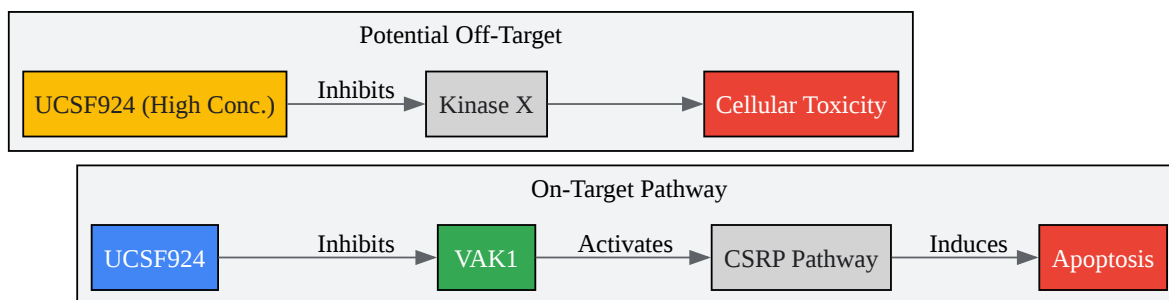 Potential Off-Target
UCSF924 (High Conc.) Inhibits Kinase X Cellular Toxicity
On-Target Pathway
UCSF924 Inhibits VAK1 Activates CSRP Pathway Induces Apoptosis